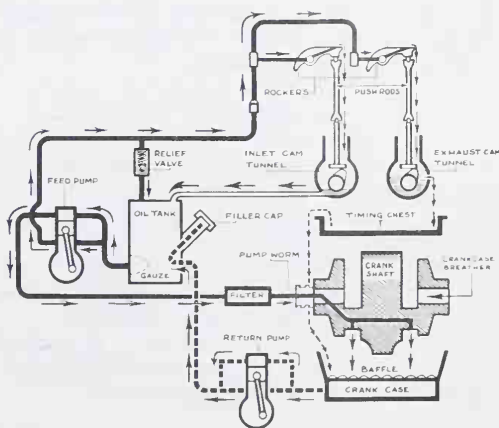 ROCKERS
PUSH RODS
INLET CAM
TUNNEL
EXHAUST CAM
TUNNEL
RELIEF
VALVE
FEED PUMP
OIL TANK
FILLER CAP
TIMING CHEST
GAUZE
PUMP WORM
CRANK
SHAFT
CRANKCASE
BREATHER
FILTER
RETURN PUMP
BAFFLE
CRANK CASE